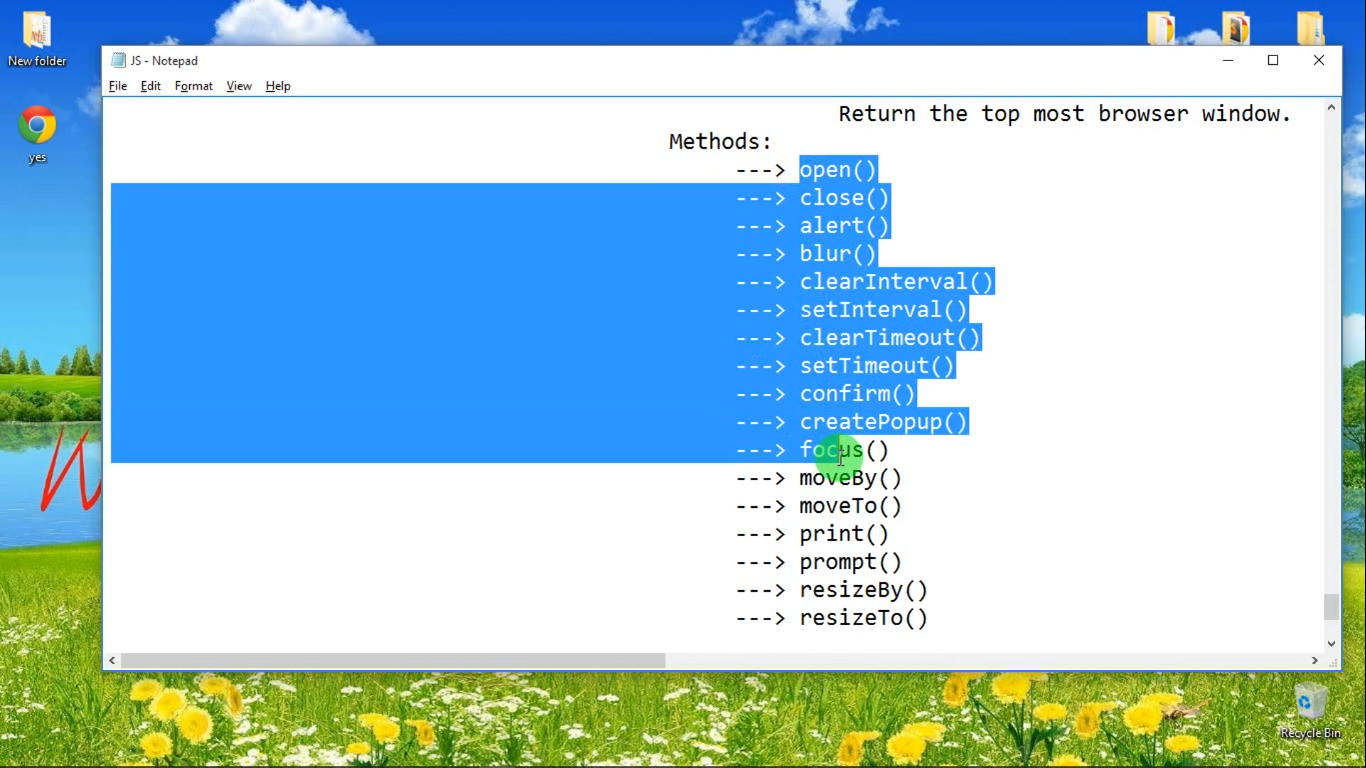 New folder
yes
JS - Notepad
File Edit Format View Help
Return the top most browser window.
Methods:
---> open()
---> close()
---> alert()
---> blur()
---> clearInterval()
---> setInterval()
---> clearTimeout()
---> setTimeout()
---> confirm()
---> createPopup()
---> focus()
---> moveBy()
---> moveTo()
---> print()
---> prompt()
---> resizeBy()
---> resizeTo()
Recycle Bin